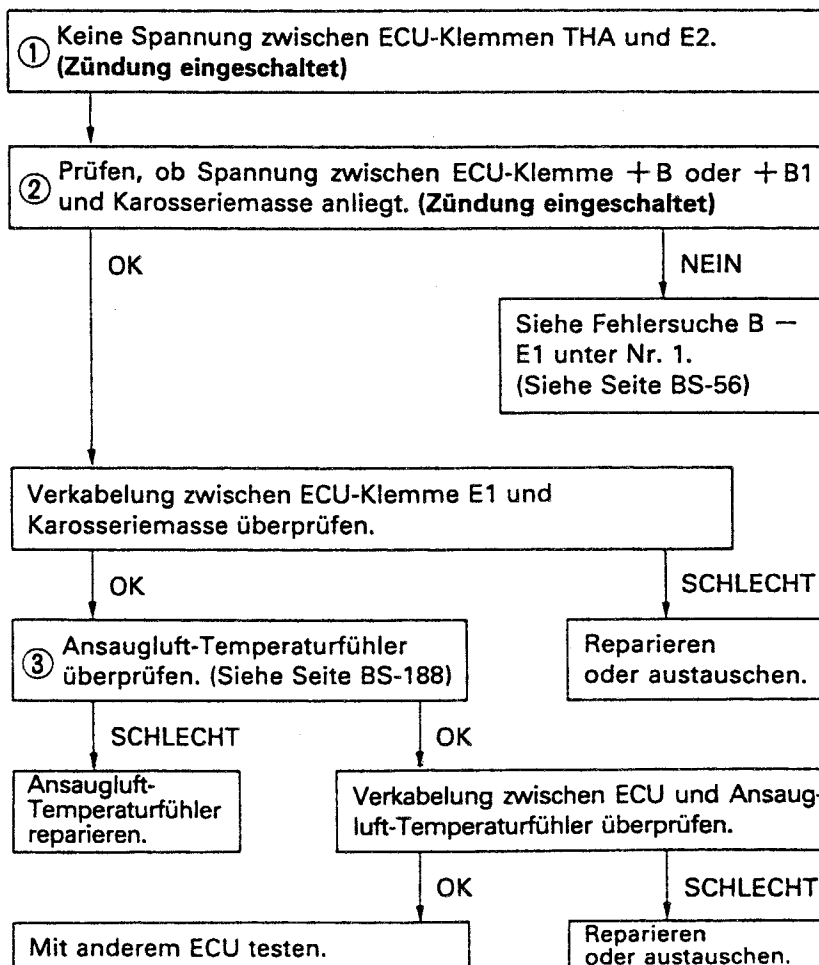 ① Keine Spannung zwischen ECU-Klemmen THA und E2.
(Zündung eingeschaltet)
② Prüfen, ob Spannung zwischen ECU-Klemme +B oder +B1
und Karosseriemasse anliegt. (Zündung eingeschaltet)
OK
NEIN
Siehe Fehlersuche B —
E1 unter Nr. 1.
(Siehe Seite BS-56)
Verkabelung zwischen ECU-Klemme E1 und
Karosseriemasse überprüfen.
OK
SCHLECHT
③ Ansaugluft-Temperaturfühler
überprüfen. (Siehe Seite BS-188)
Reparieren
oder austauschen.
SCHLECHT
OK
Ansaugluft-
Temperaturfühler
reparieren.
Verkabelung zwischen ECU und Ansaug-
luft-Temperaturfühler überprüfen.
OK
SCHLECHT
Mit anderem ECU testen.
Reparieren
oder austauschen.